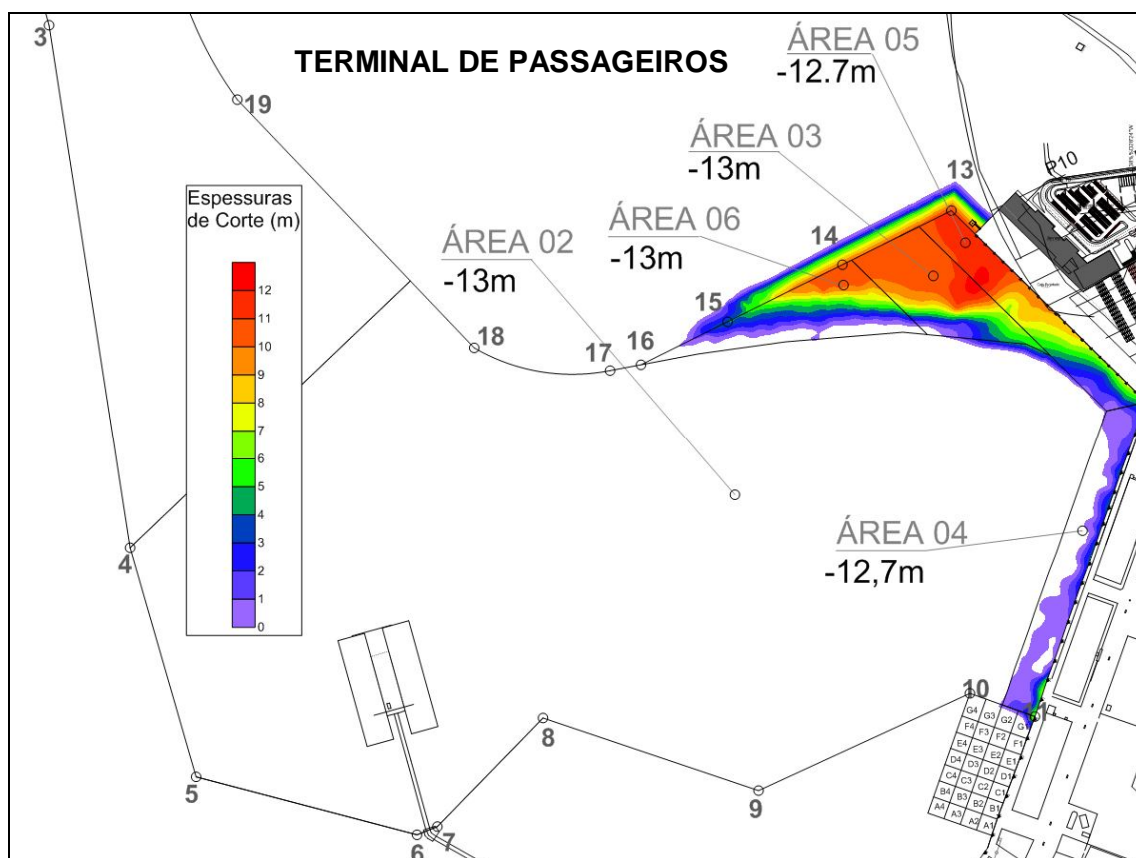 TERMINAL DE PASSAGEIROS
ÁREA 05
-12.7m
ÁREA 03
-13m
ÁREA 06
-13m
ÁREA 02
-13m
ÁREA 04
-12,7m
Espessuras
de Corte (m)
12
11
10
9
8
7
6
5
4
3
2
1
0
3
19
13
14
15
16
17
18
4
5
6
7
8
9
10
11
P10
G4 G3 G2 G
F4 F3 F2 F1
E4 E3 E2 E1
D4 D3 D2 D1
C4 C3 C2 C1
B4 B3 B2 B1
A4 A3 A2 A1